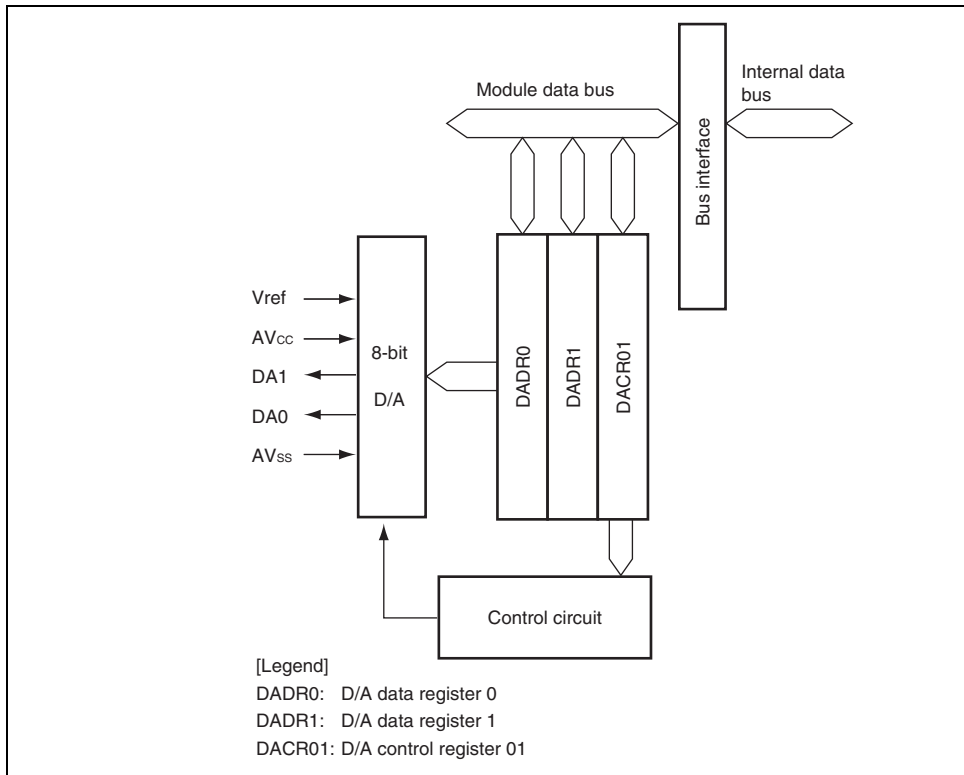 Module data bus
Internal data
bus
Bus interface
Vref
AVCC
DA1
DA0
AVSS
8-bit
D/A
DADR0
DADR1
DACR01
Control circuit
[Legend]
DADR0: D/A data register 0
DADR1: D/A data register 1
DACR01: D/A control register 01